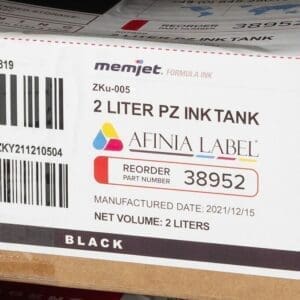 819
memjet. FORMULA INK
ZKu-005
2 LITER PZ INK TANK
AFINIA LABEL
ZKY211210504
REORDER
PART NUMBER 38952
MANUFACTURED DATE: 2021/12/15
NET VOLUME: 2 LITERS
BLACK